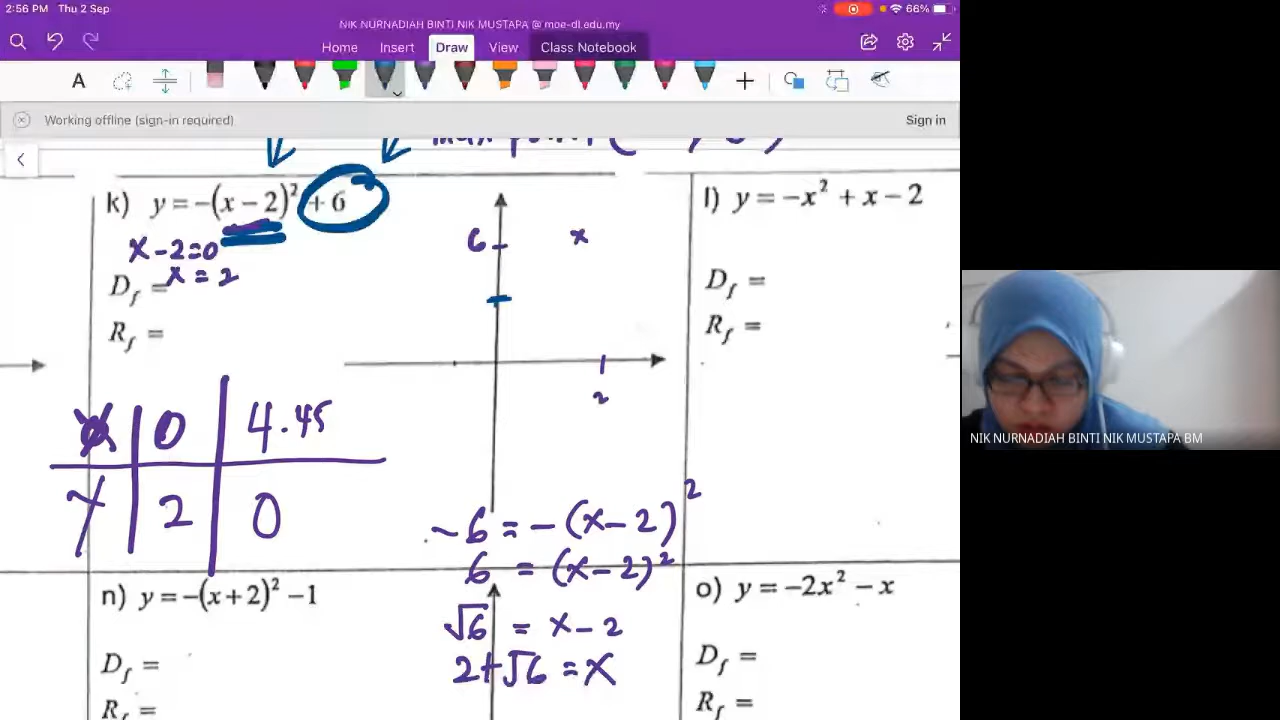 2:56 PM Thu 2 Sep
66%
NIK NURNADIAH BINTI NIK MUSTAPA @ moe-dl.edu.my
Home Insert Draw View Class Notebook
A
Working offline (sign-in required) Sign in
max point (
k) y = -(x - 2)² + 6
x - 2 = 0
x = 2
D_f =
R_f =
6
x
2
x 0 4.45
y 2 0
-6 = -(x - 2)²
6 = (x - 2)²
√6 = x - 2
2 + √6 = x
l) y = -x² + x - 2
D_f =
R_f =
n) y = -(x + 2)² - 1
D_f =
R_f =
o) y = -2x² - x
D_f =
R_f =
NIK NURNADIAH BINTI NIK MUSTAPA BM